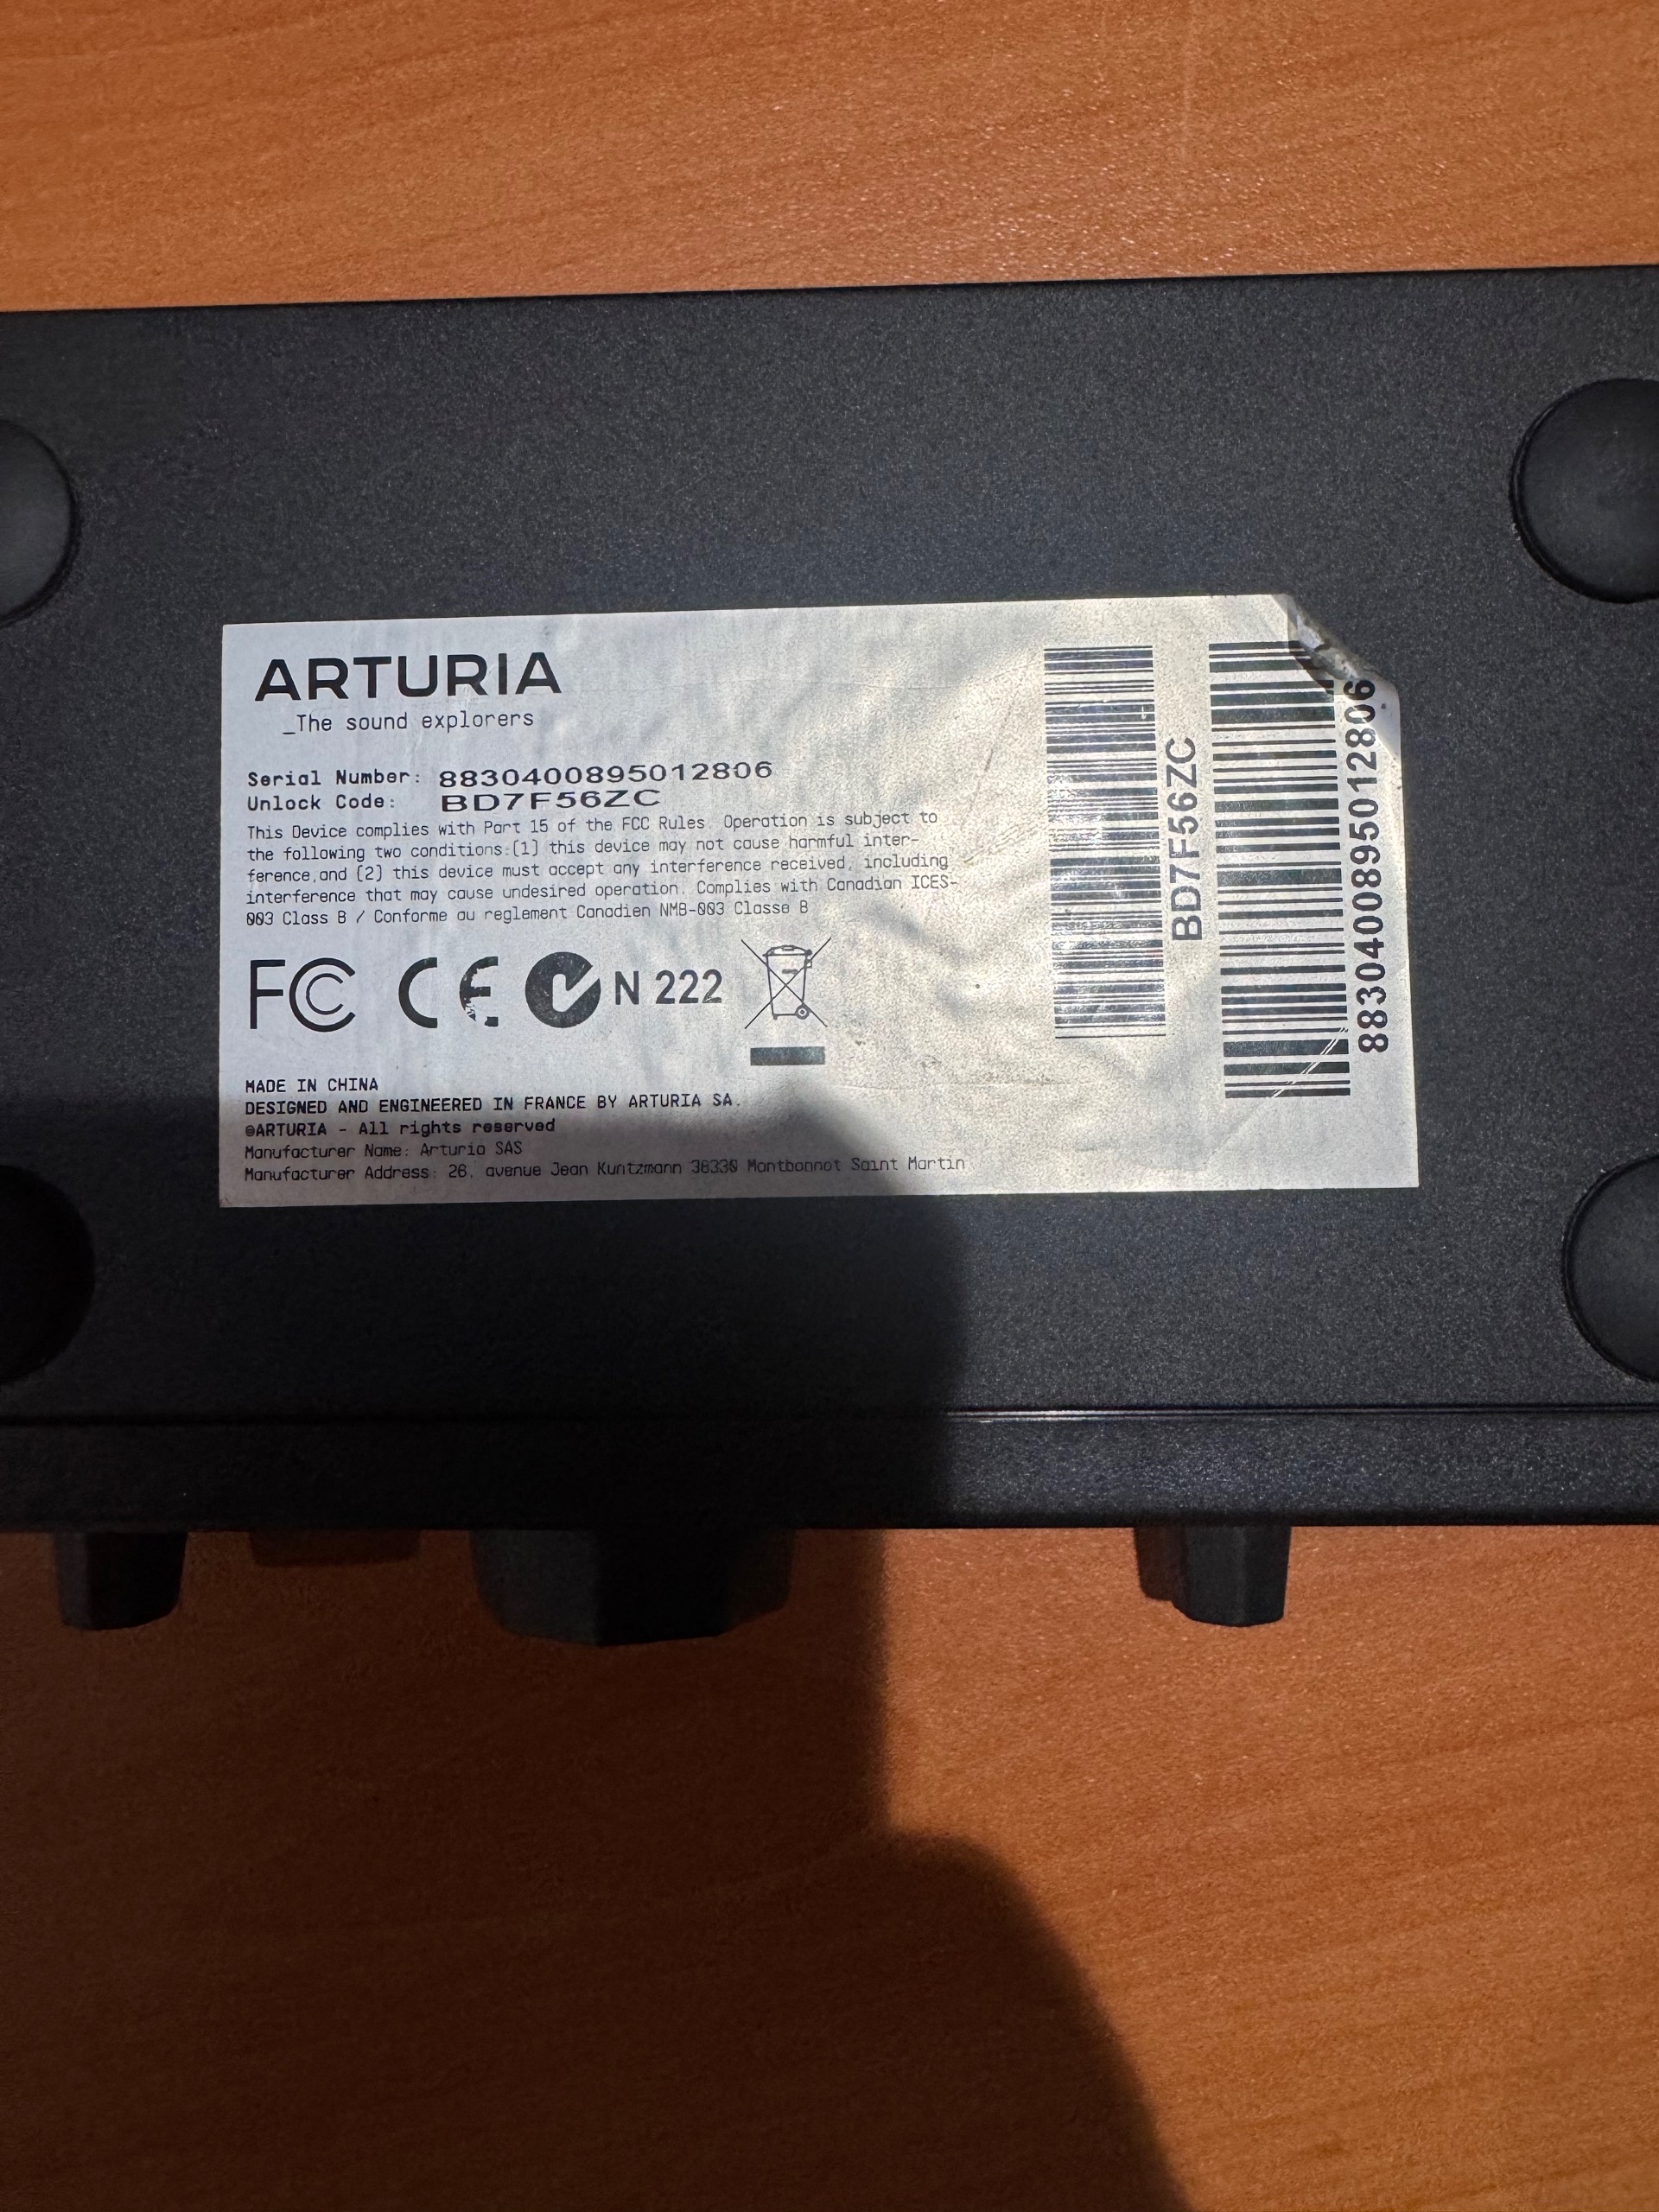 ARTURIA
_The sound explorers
Serial Number: 8830400895012806
Unlock Code: BD7F56ZC
This Device complies with Part 15 of the FCC Rules. Operation is subject to
the following two conditions:(1) this device may not cause harmful inter-
ference,and (2) this device must accept any interference received, including
interference that may cause undesired operation. Complies with Canadian ICES-
003 Class B / Conforme au reglement Canadien NMB-003 Classe B
FC CE N 222
MADE IN CHINA
DESIGNED AND ENGINEERED IN FRANCE BY ARTURIA SA.
©ARTURIA - All rights reserved
Manufacturer Name: Arturia SAS
Manufacturer Address: 26, avenue Jean Kuntzmann 38330 Montbonnot Saint Martin
BD7F56ZC
8830400895012806